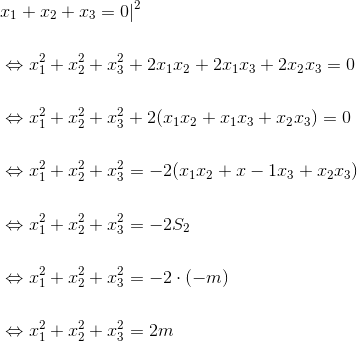 x₁ + x₂ + x₃ = 0|²
⇔ x₁² + x₂² + x₃² + 2x₁x₂ + 2x₁x₃ + 2x₂x₃ = 0
⇔ x₁² + x₂² + x₃² + 2(x₁x₂ + x₁x₃ + x₂x₃) = 0
⇔ x₁² + x₂² + x₃² = −2(x₁x₂ + x − 1x₃ + x₂x₃)
⇔ x₁² + x₂² + x₃² = −2S₂
⇔ x₁² + x₂² + x₃² = −2 · (−m)
⇔ x₁² + x₂² + x₃² = 2m